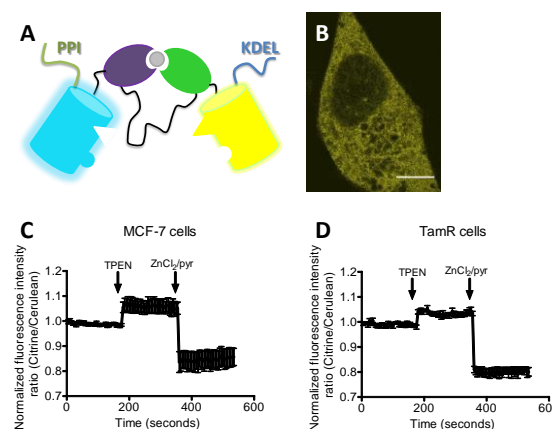 A
PPI
KDEL
B
C
MCF-7 cells
Normalized fluorescence intensity
ratio (Citrine/Cerulean)
1.2
1.1
1.0
0.9
0.8
0.7
TPEN
ZnCl2/pyr
0
200
400
600
Time (seconds)
D
TamR cells
Normalized fluorescence intensity
ratio (Citrine/Cerulean)
1.2
1.1
1.0
0.9
0.8
0.7
TPEN
ZnCl2/pyr
0
200
400
Time (seconds)